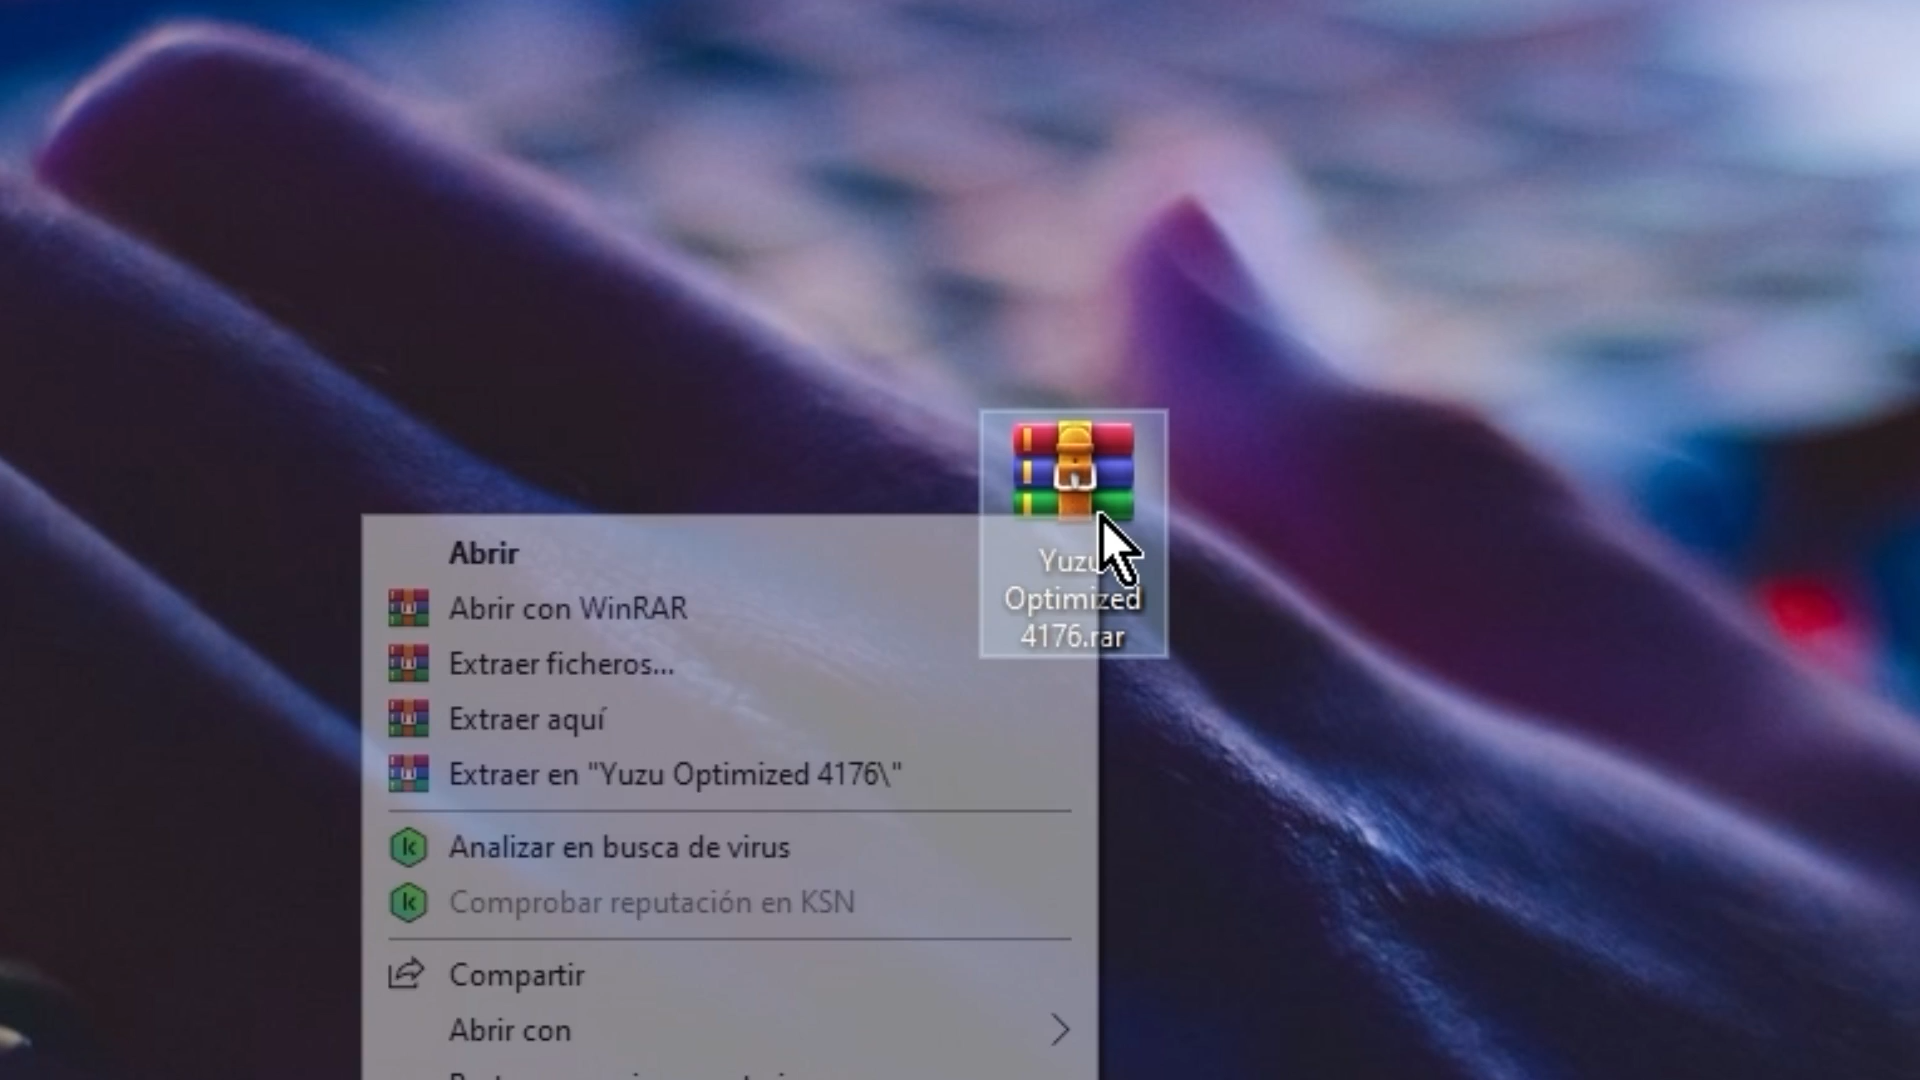 Yuzu
Optimized
4176.rar
Abrir
Abrir con WinRAR
Extraer ficheros...
Extraer aquí
Extraer en "Yuzu Optimized 4176\"
Analizar en busca de virus
Comprobar reputación en KSN
Compartir
Abrir con